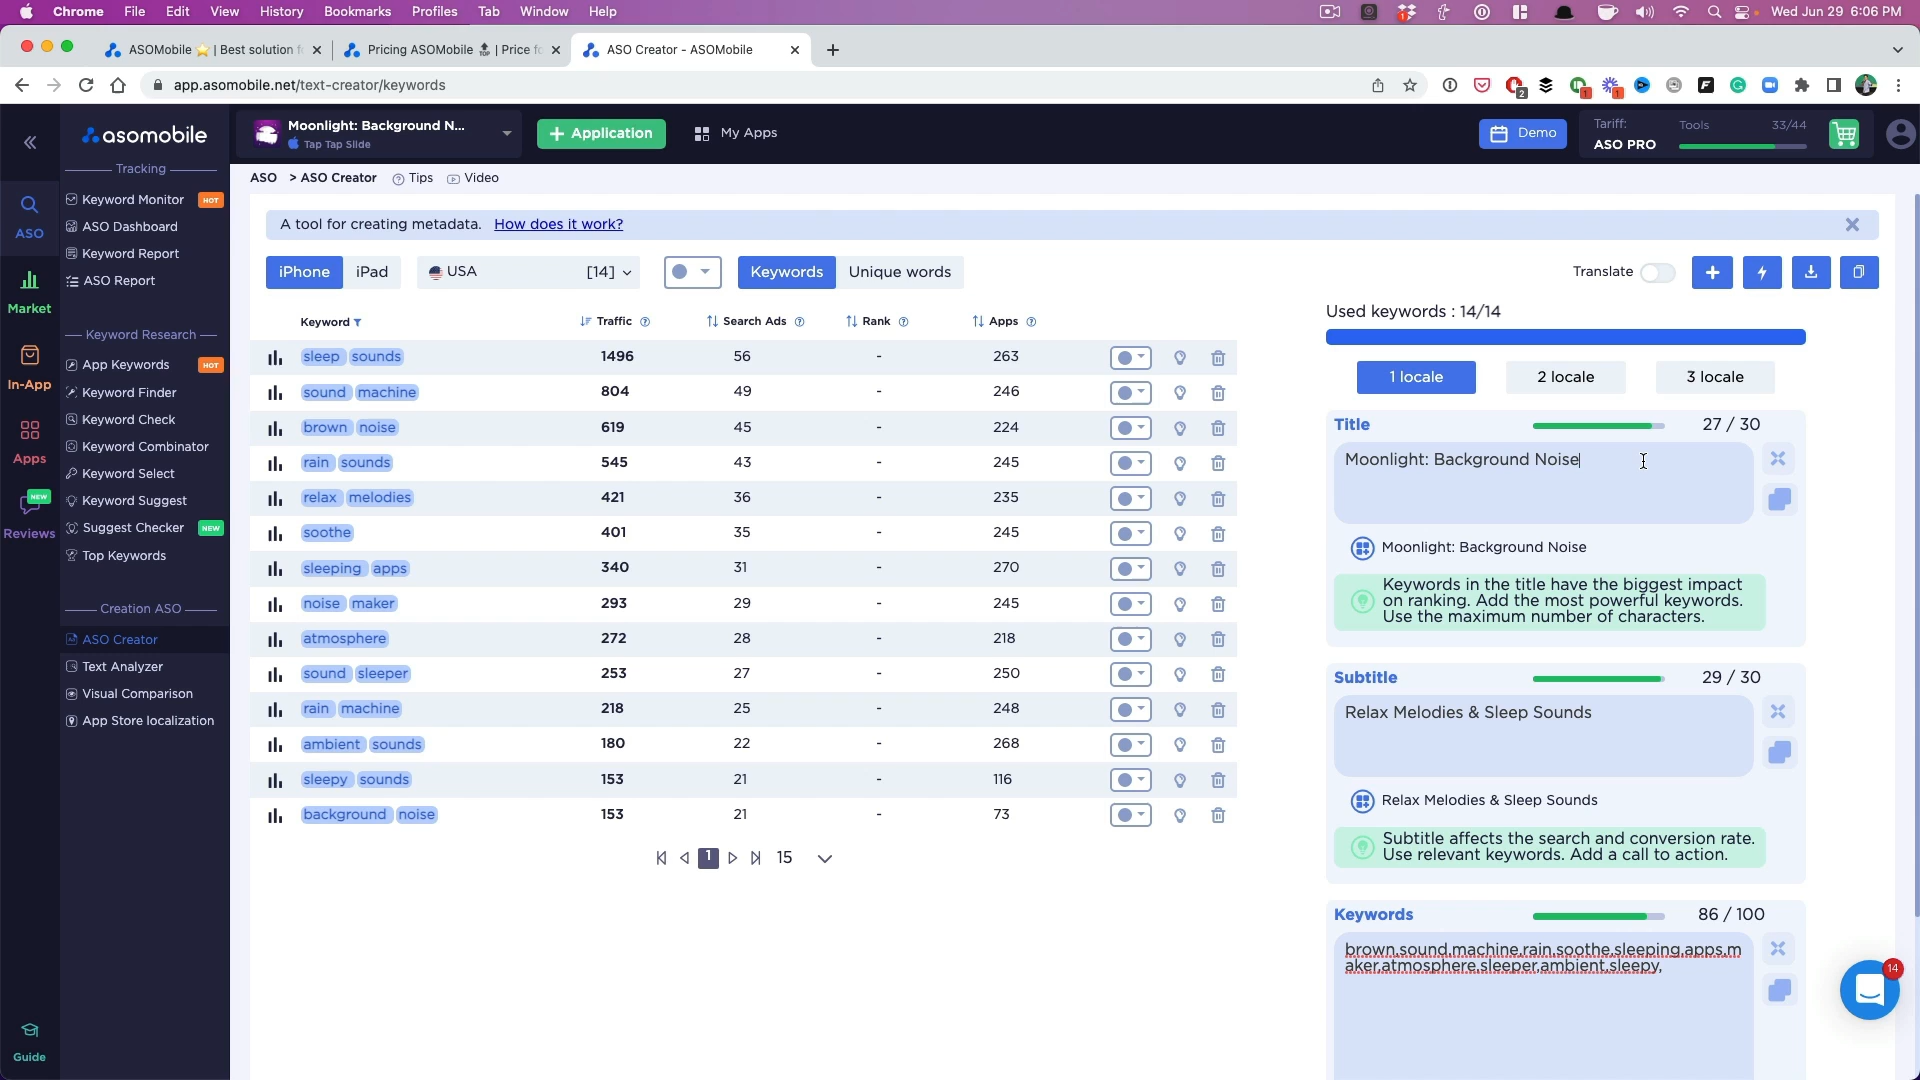 Chrome File Edit View History Bookmarks Profiles Tab Window Help
1
Wed Jun 29 6:06 PM
ASOMobile ⭐ | Best solution f
Pricing ASOMobile 🔝 | Price fo
ASO Creator - ASOMobile
app.asomobile.net/text-creator/keywords
2
1
1
asomobile
Moonlight: Background N...
Tap Tap Slide
+ Application
My Apps
Demo
Tariff:
ASO PRO
Tools 33/44
ASO
Market
In-App
Apps
NEW
Reviews
Guide
Tracking
Keyword Monitor HOT
ASO Dashboard
Keyword Report
ASO Report
Keyword Research
App Keywords HOT
Keyword Finder
Keyword Check
Keyword Combinator
Keyword Select
Keyword Suggest
Suggest Checker NEW
Top Keywords
Creation ASO
ASO Creator
Text Analyzer
Visual Comparison
App Store localization
ASO > ASO Creator Tips Video
A tool for creating metadata. How does it work?
iPhone iPad USA [14] Keywords Unique words
Translate
Keyword Traffic Search Ads Rank Apps
sleep sounds 1496 56 - 263
sound machine 804 49 - 246
brown noise 619 45 - 224
rain sounds 545 43 - 245
relax melodies 421 36 - 235
soothe 401 35 - 245
sleeping apps 340 31 - 270
noise maker 293 29 - 245
atmosphere 272 28 - 218
sound sleeper 253 27 - 250
rain machine 218 25 - 248
ambient sounds 180 22 - 268
sleepy sounds 153 21 - 116
background noise 153 21 - 73
1 15
Used keywords : 14/14
1 locale 2 locale 3 locale
Title 27 / 30
Moonlight: Background Noise
Moonlight: Background Noise
Keywords in the title have the biggest impact
on ranking. Add the most powerful keywords.
Use the maximum number of characters.
Subtitle 29 / 30
Relax Melodies & Sleep Sounds
Relax Melodies & Sleep Sounds
Subtitle affects the search and conversion rate.
Use relevant keywords. Add a call to action.
Keywords 86 / 100
brown,sound,machine,rain,soothe,sleeping,apps,m
aker,atmosphere,sleeper,ambient,sleepy,
14